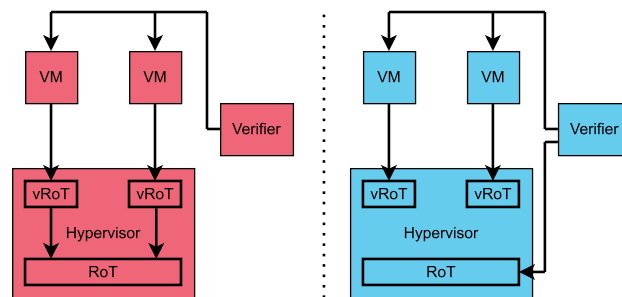 VM VM
Verifier
vRoT vRoT
Hypervisor
RoT
VM VM
Verifier
vRoT vRoT
Hypervisor
RoT